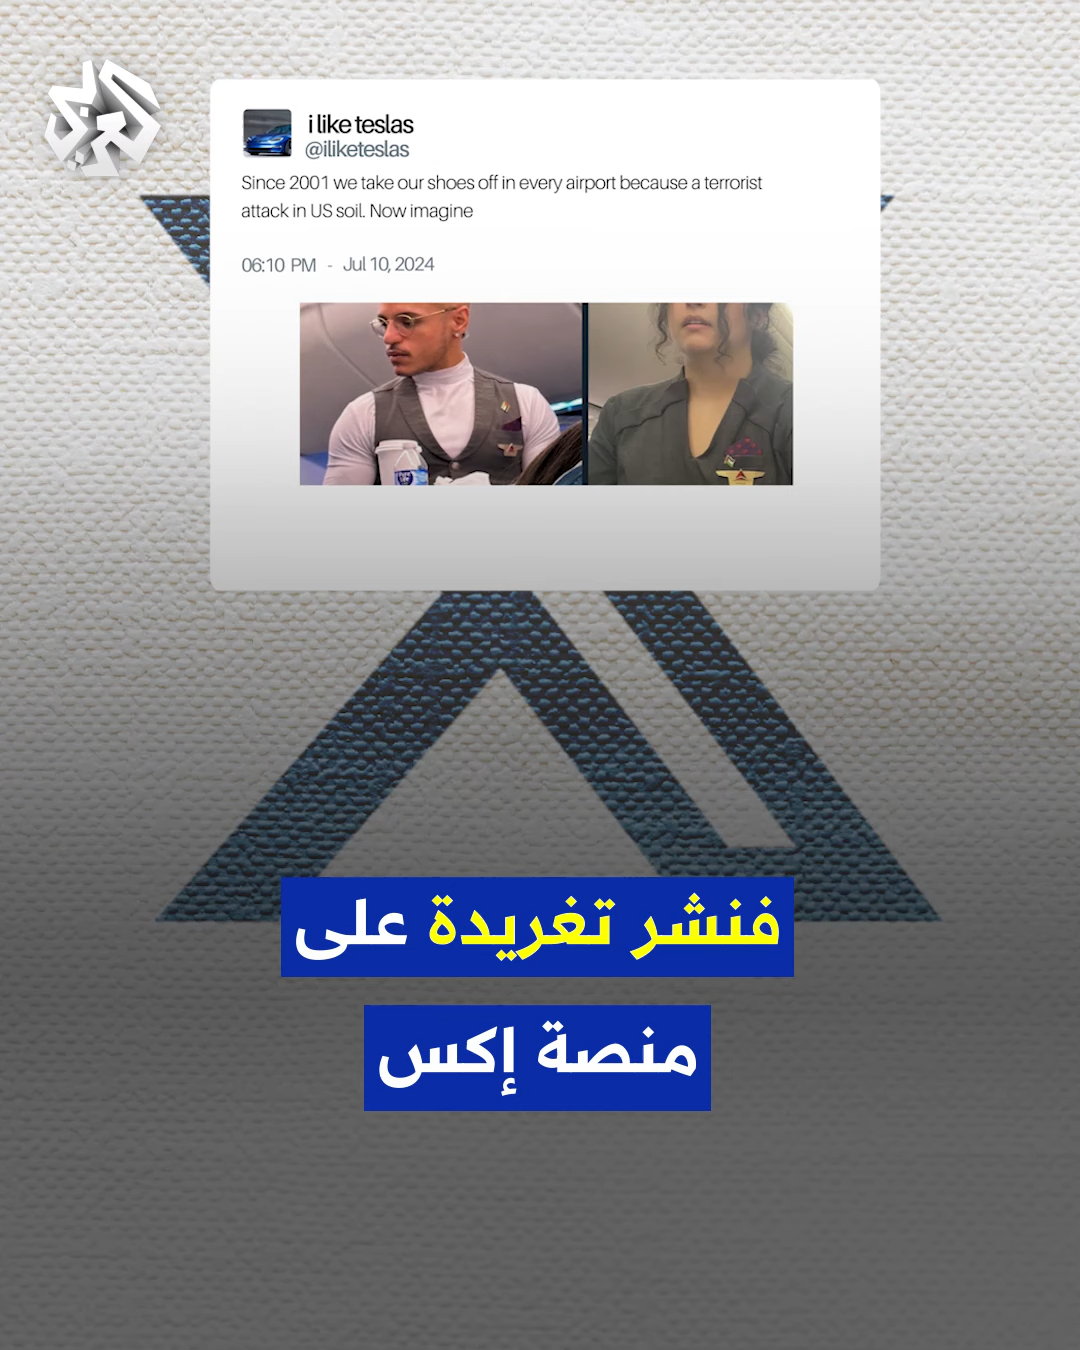 العربي
i like teslas
@iliketeslas
Since 2001 we take our shoes off in every airport because a terrorist
attack in US soil. Now imagine
06:10 PM - Jul 10, 2024
فنشر تغريدة على
منصة إكس